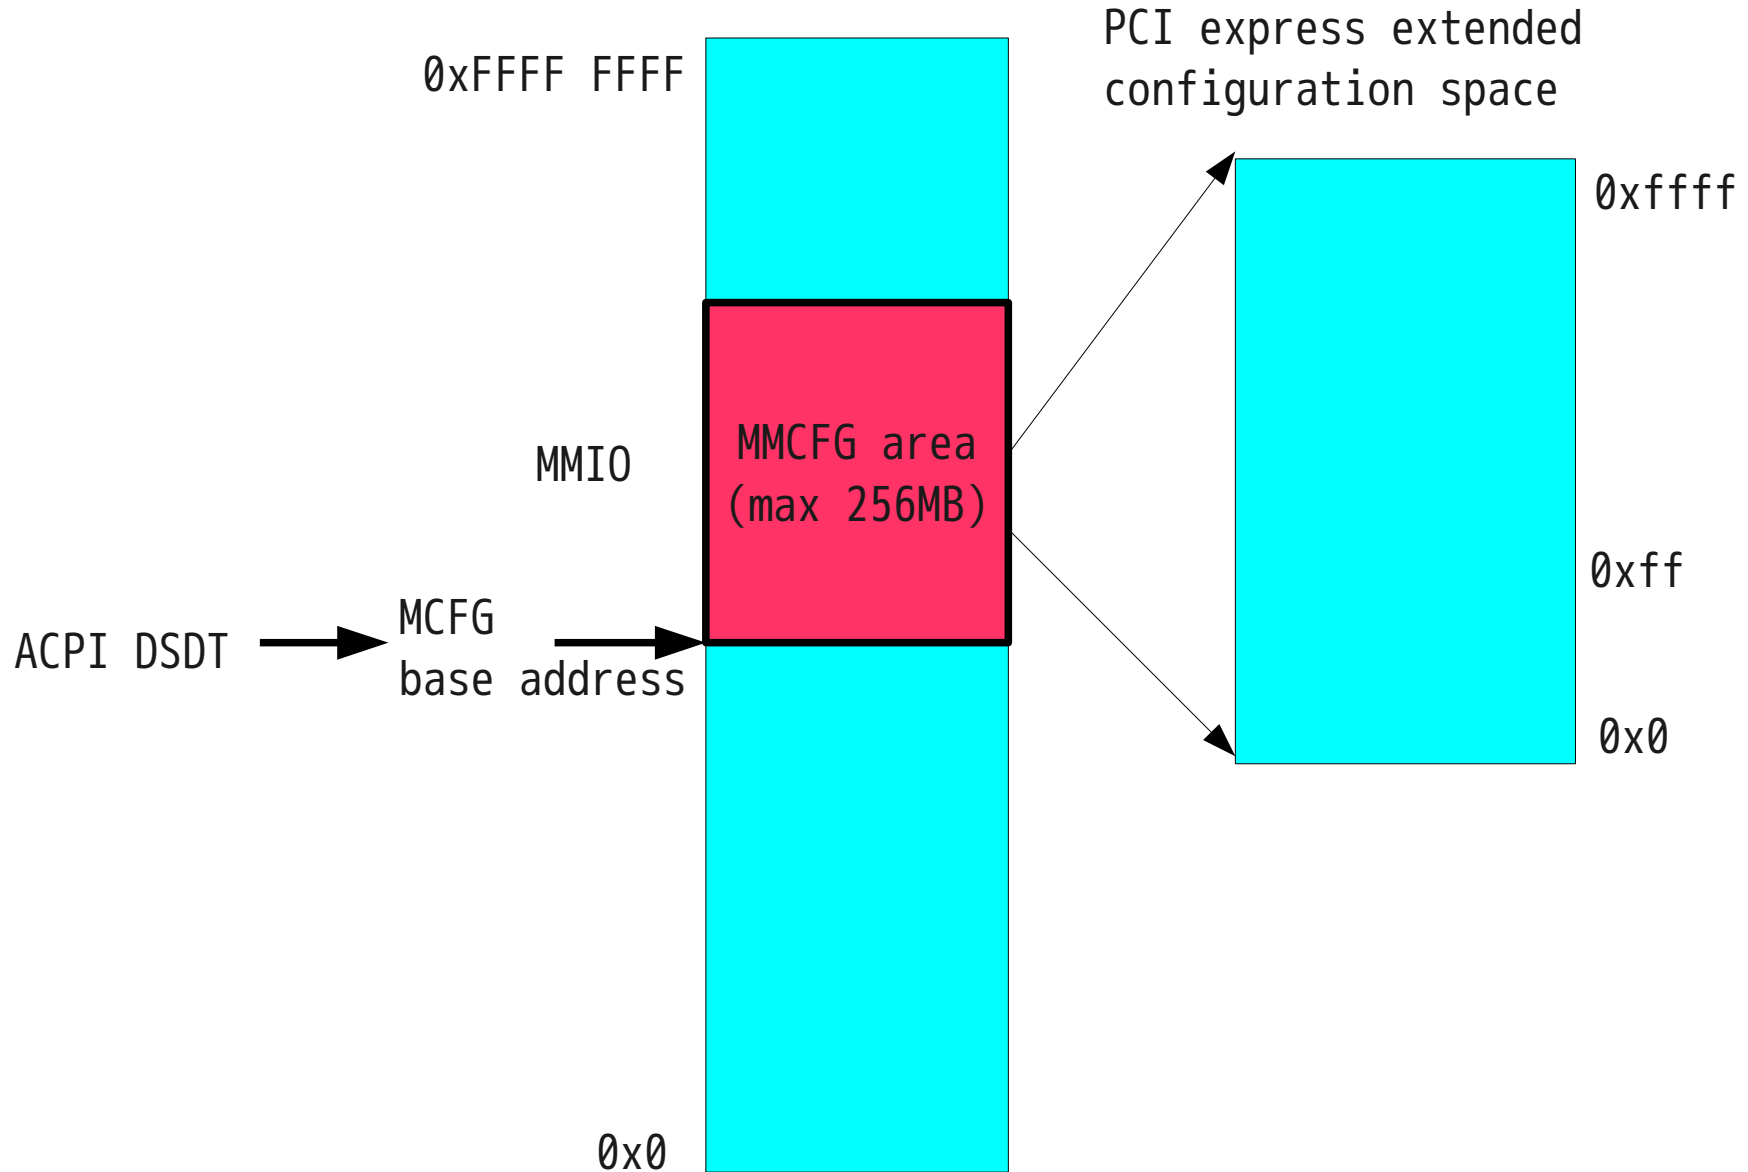 PCI express extended
configuration space
0xFFFF FFFF
0xffff
MMCFG area
(max 256MB)
MMIO
0xff
MCFG
base address
ACPI DSDT
0x0
0x0